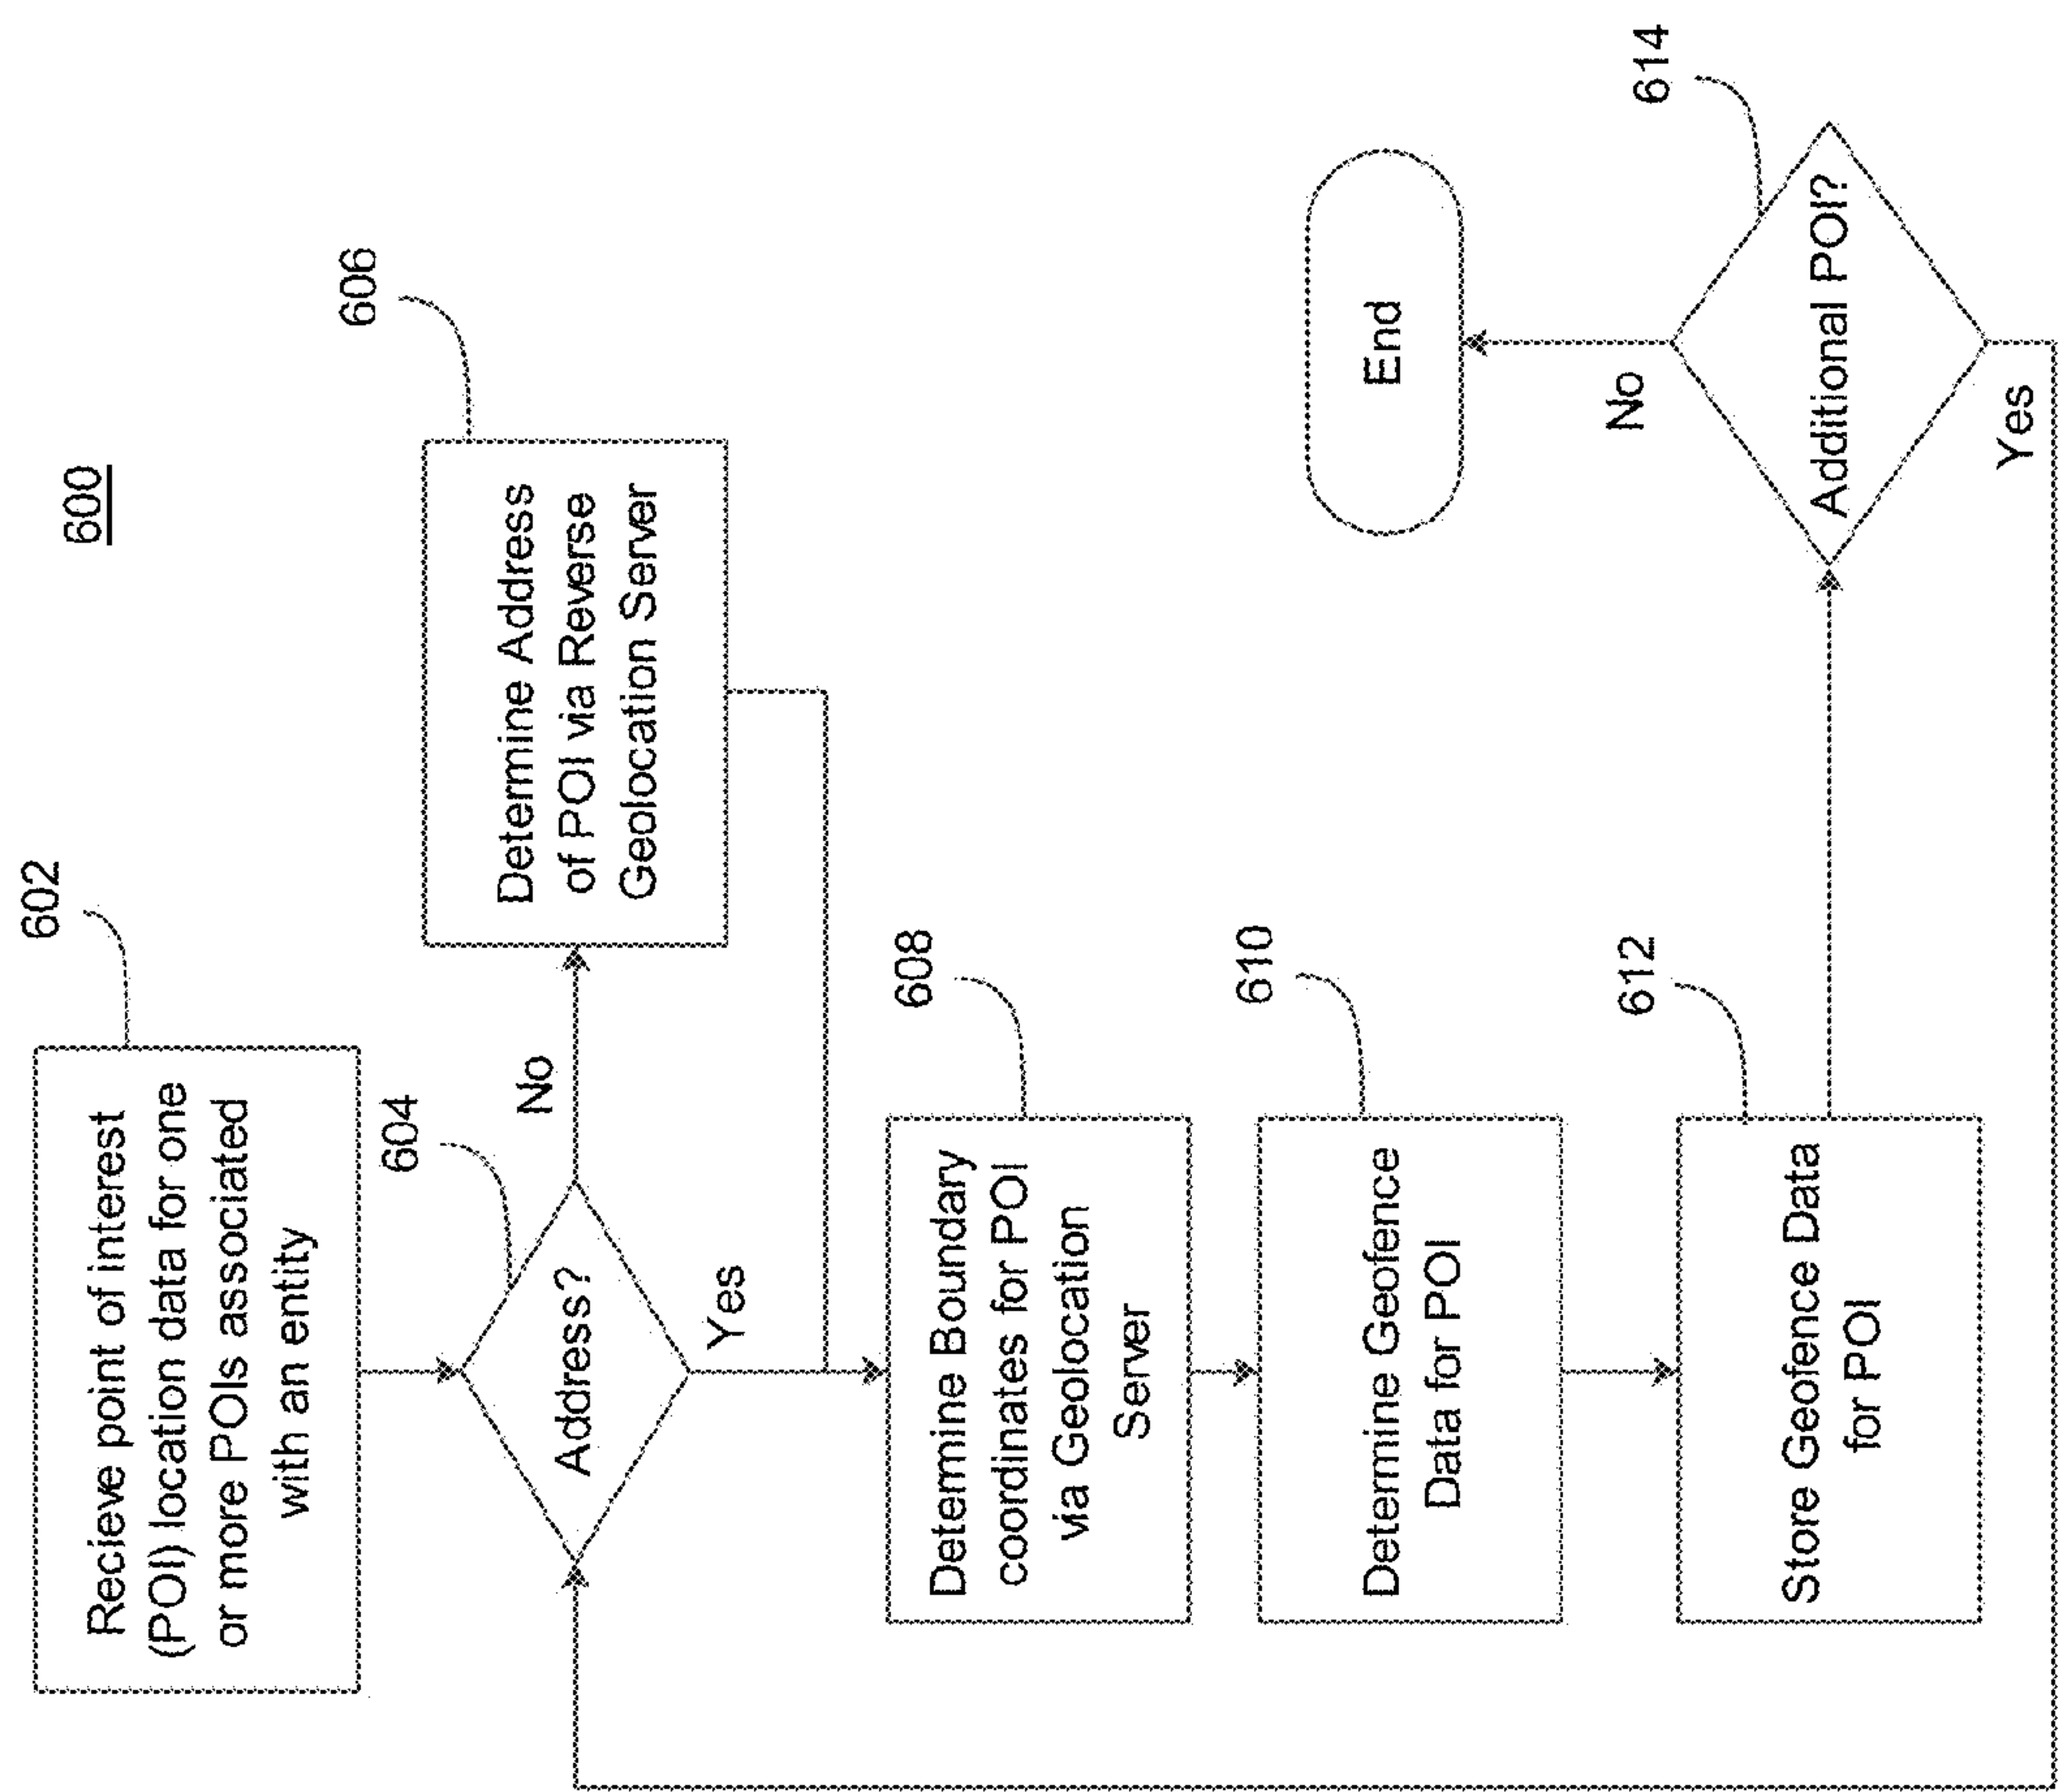 600
602
Recieve point of interest
(POI) location data for one
or more POIs associated
with an entity
604
Address?
No
Yes
606
Determine Address
of POI via Reverse
Geolocation Server
608
Determine Boundary
coordinates for POI
via Geolocation
Server
610
Determine Geofence
Data for POI
612
Store Geofence Data
for POI
614
Additional POI?
No
Yes
End